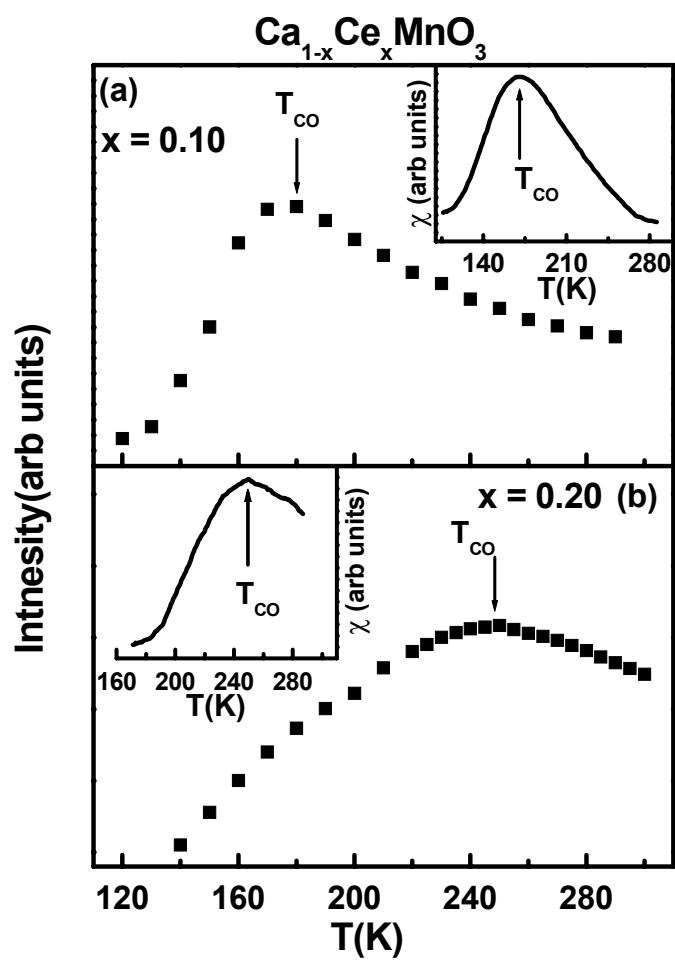 Ca1-xCexMnO3
(a)
x = 0.10
TCO
χ (arb units)
TCO
140 210 280
T(K)
Intnesity(arb units)
x = 0.20 (b)
TCO
χ (arb units)
TCO
160 200 240 280
T(K)
120 160 200 240 280
T(K)